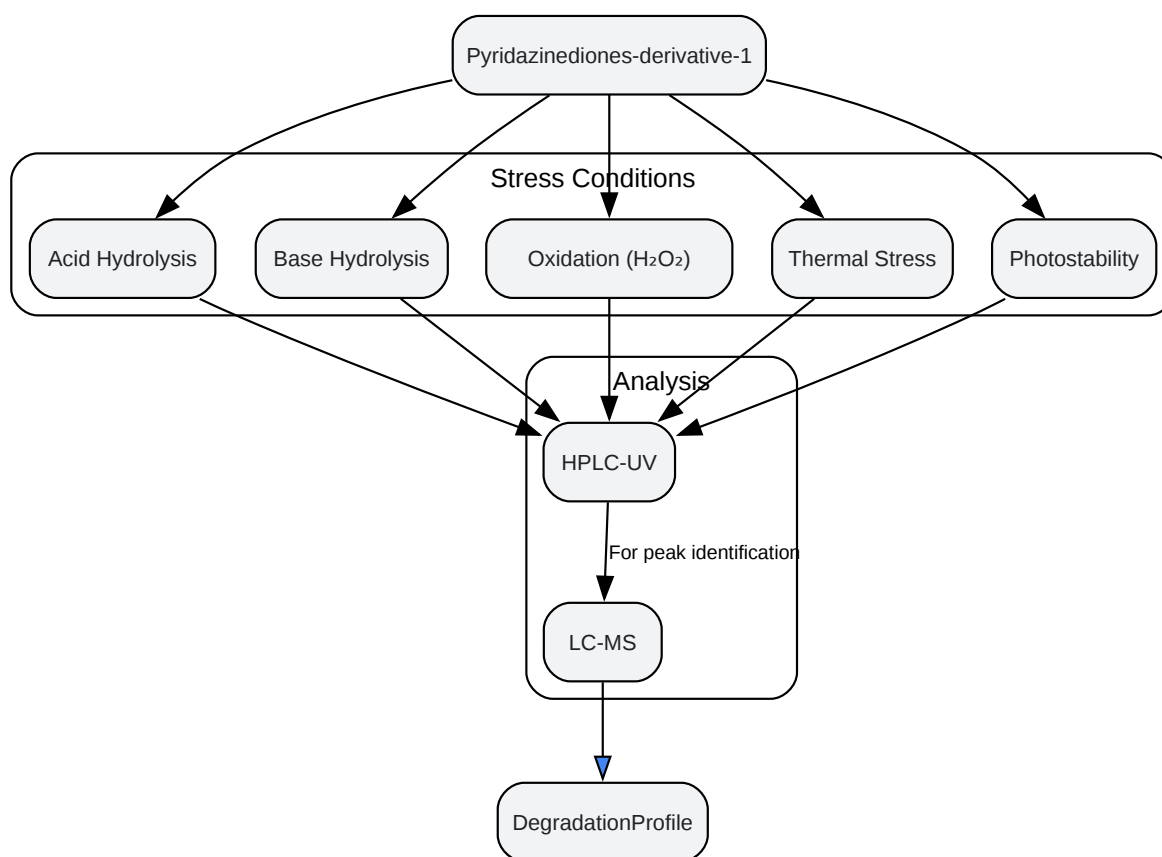 Pyridazinediones-derivative-1
Stress Conditions
Acid Hydrolysis
Base Hydrolysis
Oxidation (H₂O₂)
Thermal Stress
Photostability
Analysis
HPLC-UV
For peak identification
LC-MS
DegradationProfile